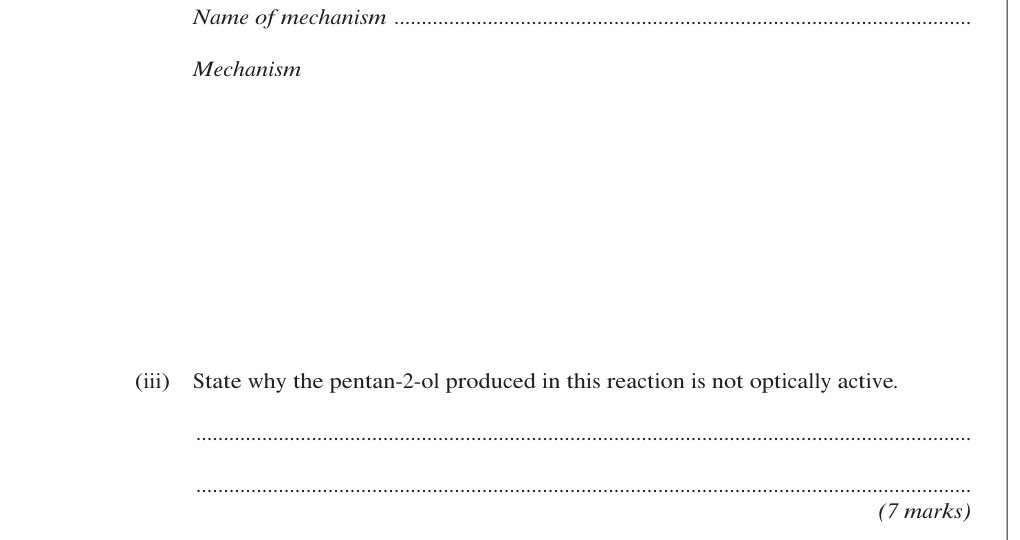 Name of mechanism ........................................................................................................
Mechanism
(iii) State why the pentan-2-ol produced in this reaction is not optically active.
............................................................................................................................................
............................................................................................................................................
(7 marks)